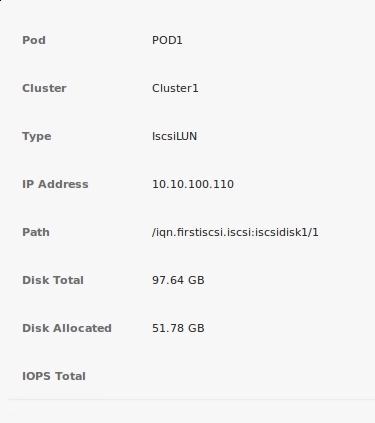 Pod POD1
Cluster Cluster1
Type IscsiLUN
IP Address 10.10.100.110
Path /iqn.firstiscsi.iscsi:iscsidisk1/1
Disk Total 97.64 GB
Disk Allocated 51.78 GB
IOPS Total